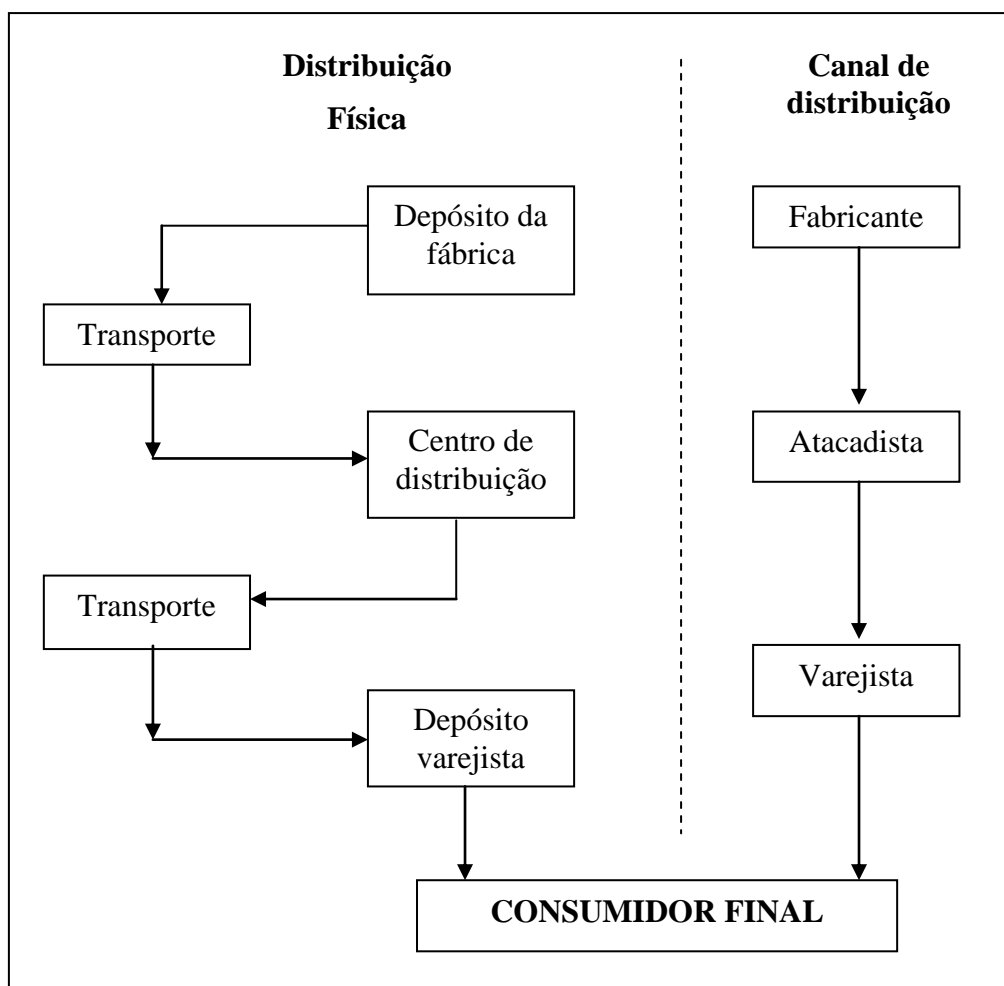 Distribuição
Física
Canal de
distribuição
Depósito da
fábrica
Fabricante
Transporte
Centro de
distribuição
Atacadista
Transporte
Varejista
Depósito
varejista
CONSUMIDOR FINAL